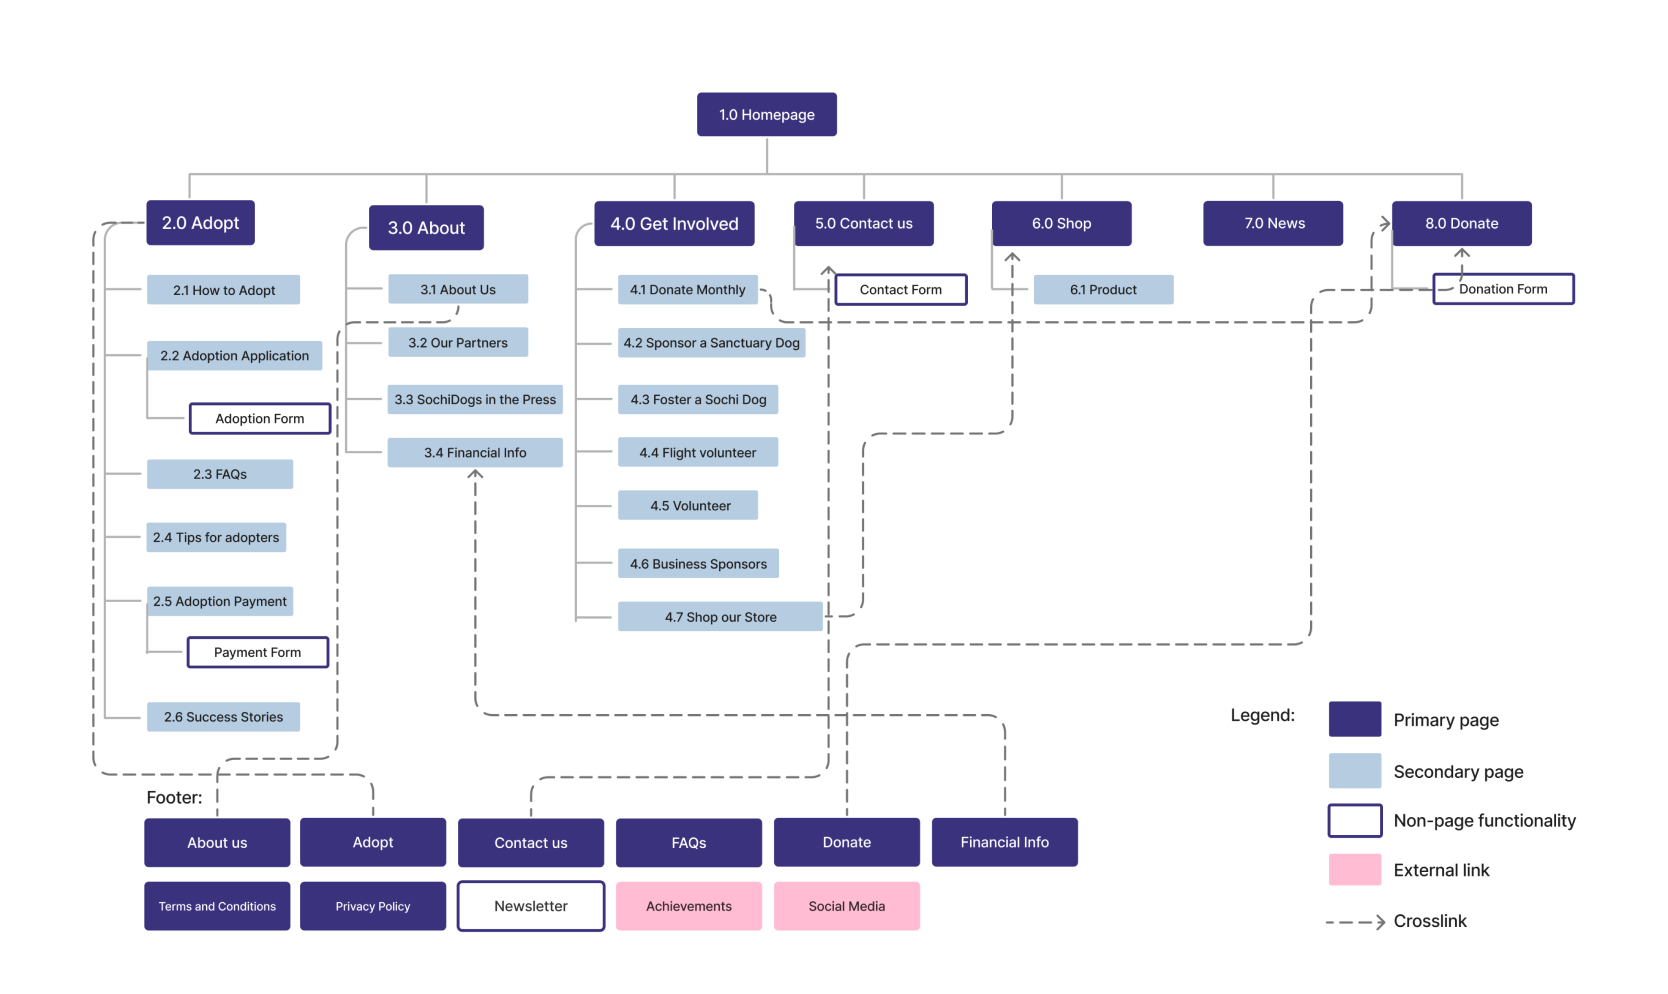 1.0 Homepage
2.0 Adopt
3.0 About
4.0 Get Involved
5.0 Contact us
6.0 Shop
7.0 News
8.0 Donate
2.1 How to Adopt
2.2 Adoption Application
Adoption Form
2.3 FAQs
2.4 Tips for adopters
2.5 Adoption Payment
Payment Form
2.6 Success Stories
3.1 About Us
3.2 Our Partners
3.3 SochiDogs in the Press
3.4 Financial Info
4.1 Donate Monthly
4.2 Sponsor a Sanctuary Dog
4.3 Foster a Sochi Dog
4.4 Flight volunteer
4.5 Volunteer
4.6 Business Sponsors
4.7 Shop our Store
Contact Form
6.1 Product
Donation Form
Legend:
Primary page
Secondary page
Non-page functionality
External link
Crosslink
Footer:
About us
Adopt
Contact us
FAQs
Donate
Financial Info
Terms and Conditions
Privacy Policy
Newsletter
Achievements
Social Media